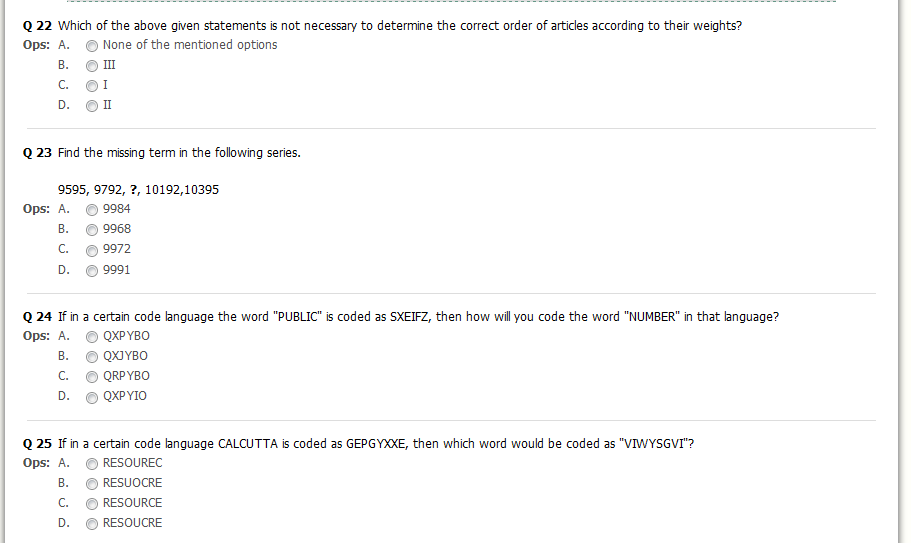 Q 22 Which of the above given statements is not necessary to determine the correct order of articles according to their weights?
Ops: A. None of the mentioned options
B. III
C. I
D. II
Q 23 Find the missing term in the following series.
9595, 9792, ?, 10192,10395
Ops: A. 9984
B. 9968
C. 9972
D. 9991
Q 24 If in a certain code language the word "PUBLIC" is coded as SXEIFZ, then how will you code the word "NUMBER" in that language?
Ops: A. QXPYBO
B. QXJYBO
C. QRPYBO
D. QXPYIO
Q 25 If in a certain code language CALCUTTA is coded as GEPGYXXE, then which word would be coded as "VIWYSGVI"?
Ops: A. RESOUREC
B. RESUOCRE
C. RESOURCE
D. RESOUCRE